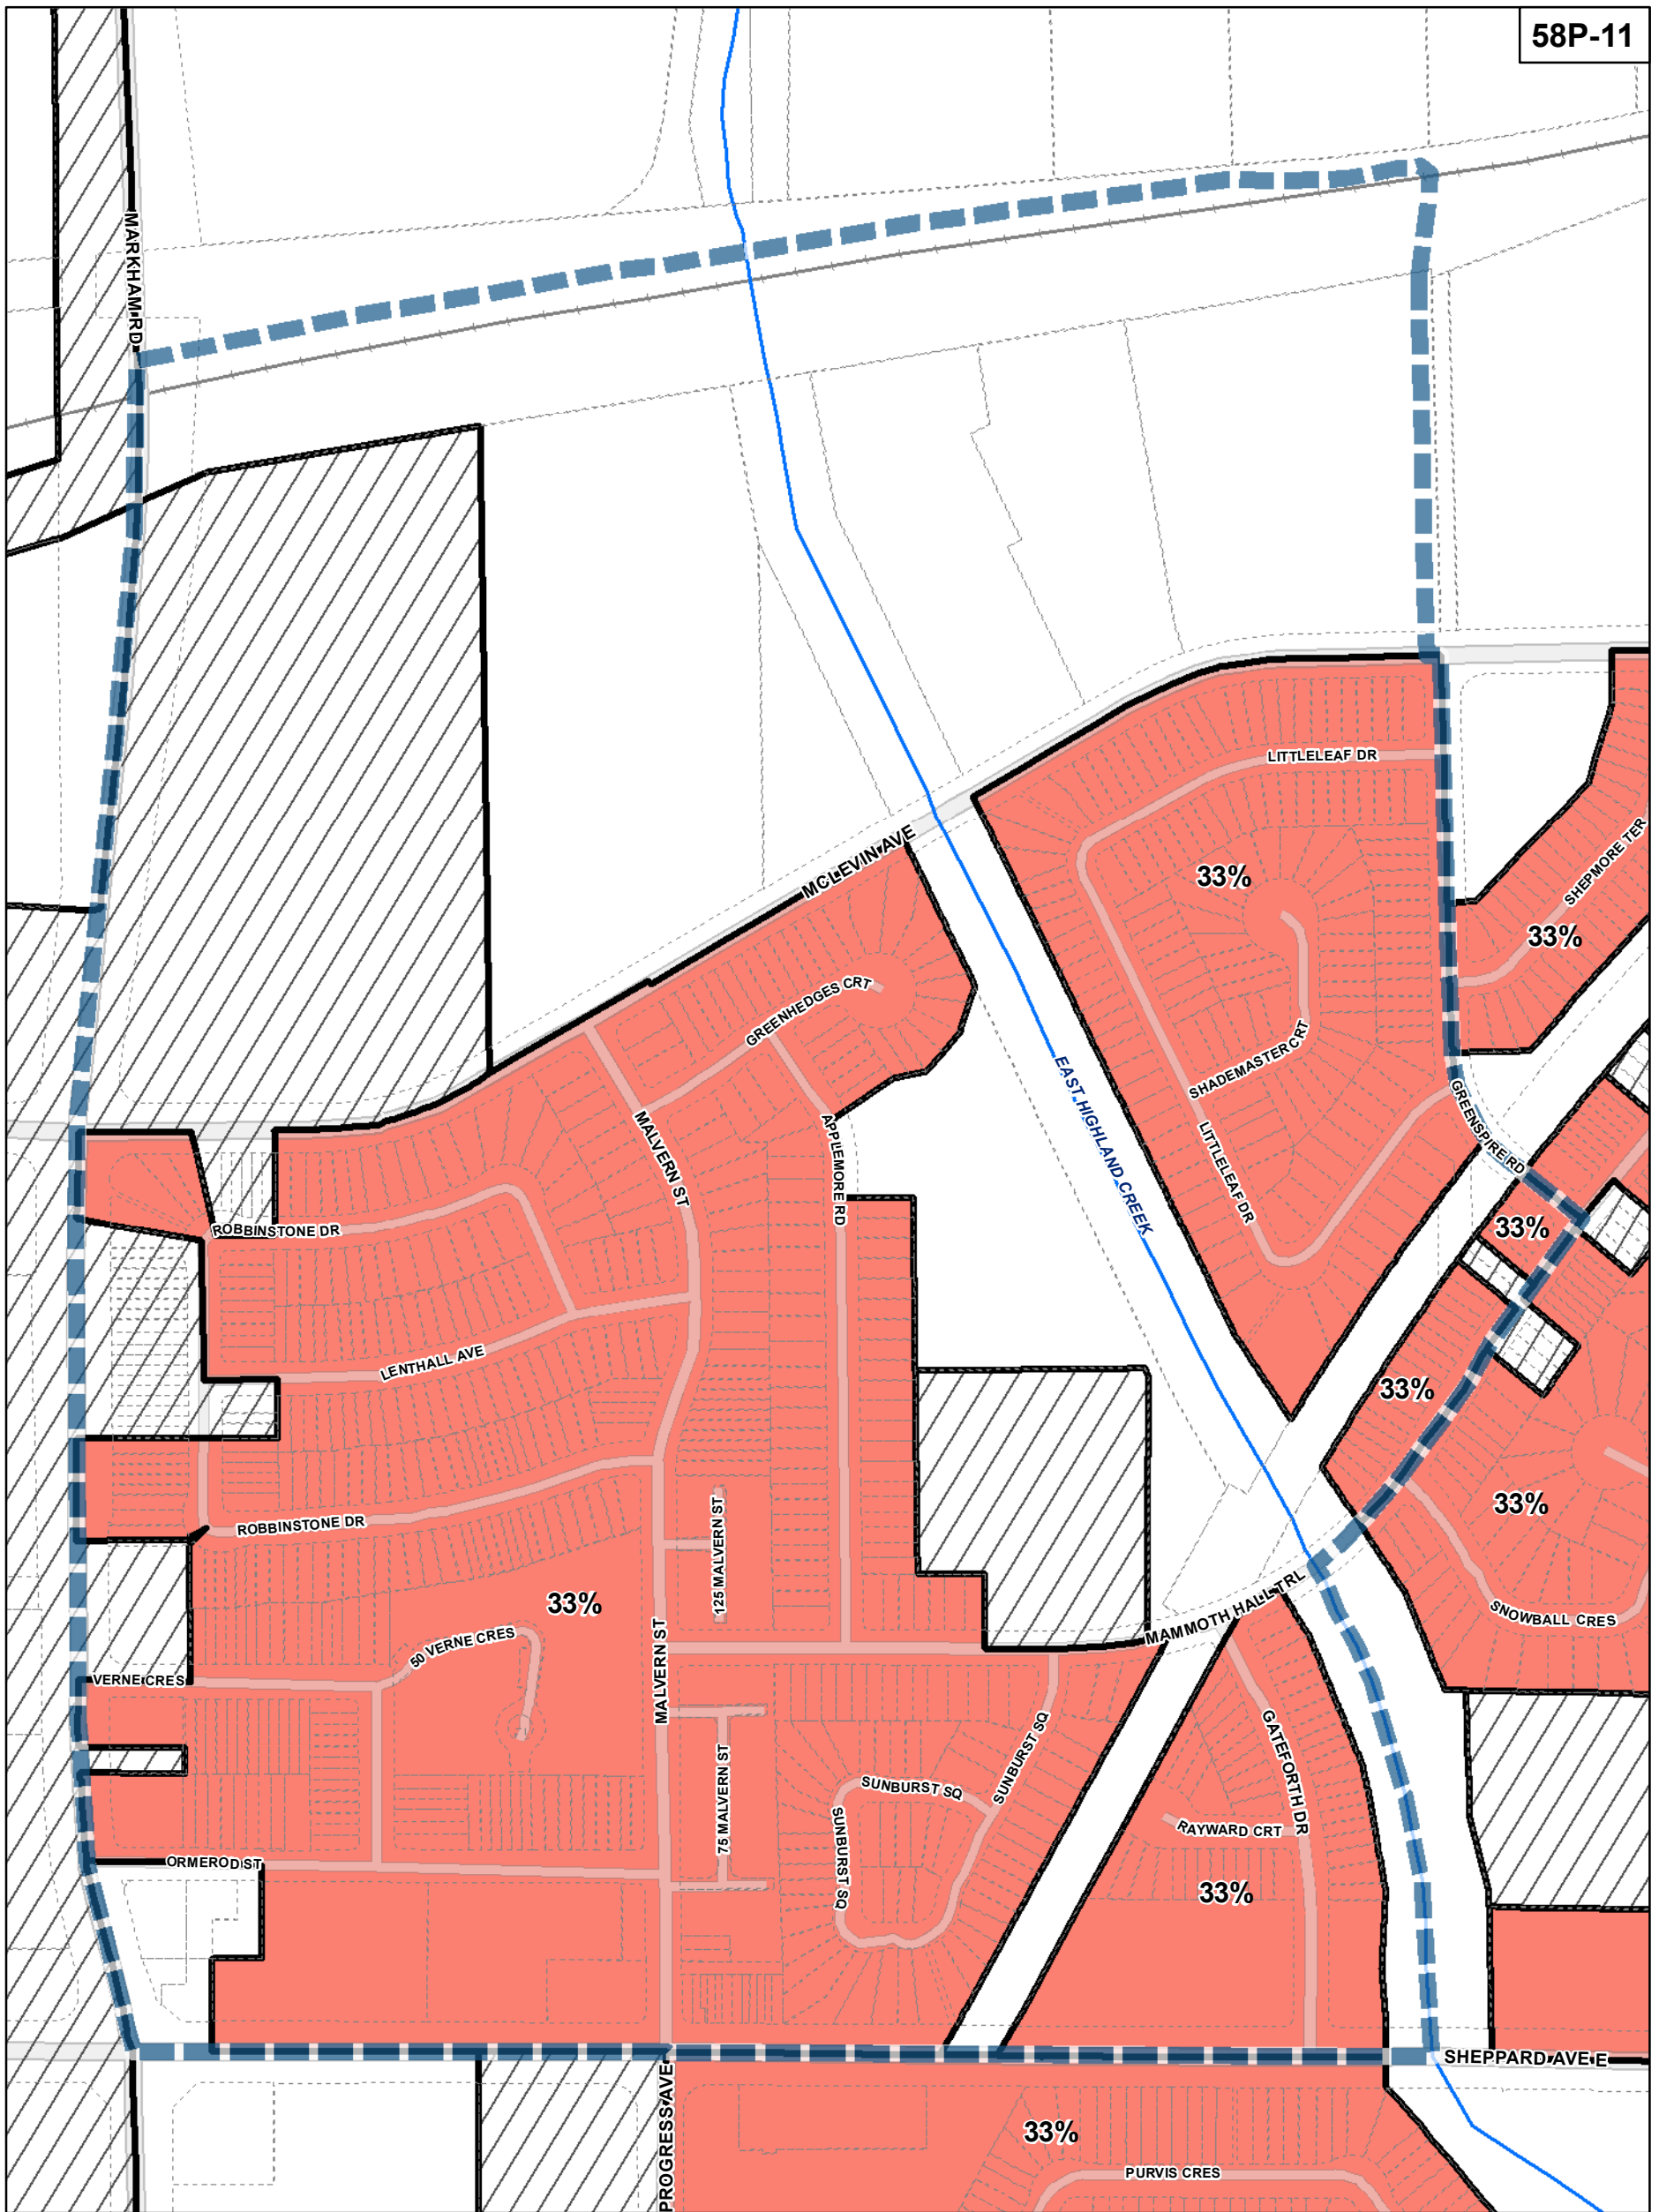 58P-11
MARKHAM RD
LITTLELEAF DR
MCLEVIN AVE
33%
SHEPMORE TER
33%
GREENHEDGES CRT
SHADEMASTER CRT
EAST HIGHLAND CREEK
GREENSPIRE RD
MALVERN ST
APPLEMORE RD
LITTLELEAF DR
ROBBINSTONE DR
33%
LENTHALL AVE
33%
ROBBINSTONE DR
125 MALVERN ST
33%
33%
MAMMOTH HALL TRL
SNOWBALL CRES
50 VERNE CRES
MALVERN ST
VERNE CRES
SUNBURST SQ
GATEFORTH DR
75 MALVERN ST
SUNBURST SQ
SUNBURST SQ
RAYWARD CRT
ORMEROD ST
33%
SHEPPARD AVE E
PROGRESS AVE
33%
PURVIS CRES